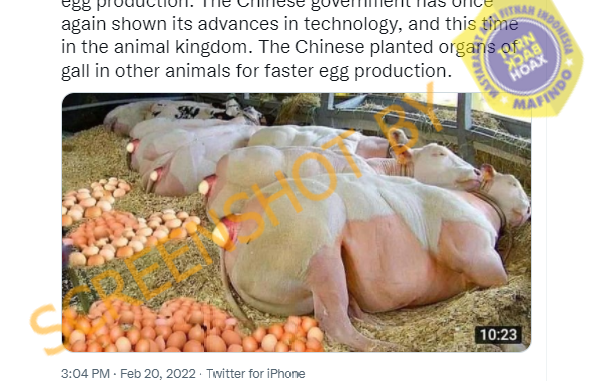 egg production. The Chinese government has once
again shown its advances in technology, and this time
in the animal kingdom. The Chinese planted organs of
gall in other animals for faster egg production.
MASYARAKAT ANTI FITNAH INDONESIA
TURN
BACK
HOAX
MAFINDO
SCREENSHOT BY
10:23
3:04 PM · Feb 20, 2022 · Twitter for iPhone